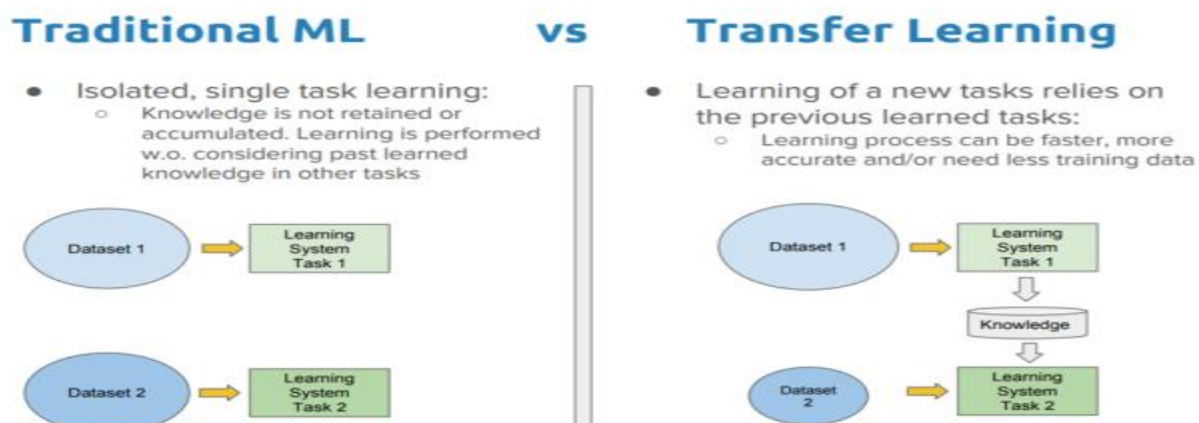 Traditional ML vs Transfer Learning
● Isolated, single task learning:
○ Knowledge is not retained or
accumulated. Learning is performed
w.o. considering past learned
knowledge in other tasks
● Learning of a new tasks relies on
the previous learned tasks:
○ Learning process can be faster, more
accurate and/or need less training data
Dataset 1
Learning
System
Task 1
Dataset 2
Learning
System
Task 2
Dataset 1
Learning
System
Task 1
Knowledge
Dataset
2
Learning
System
Task 2